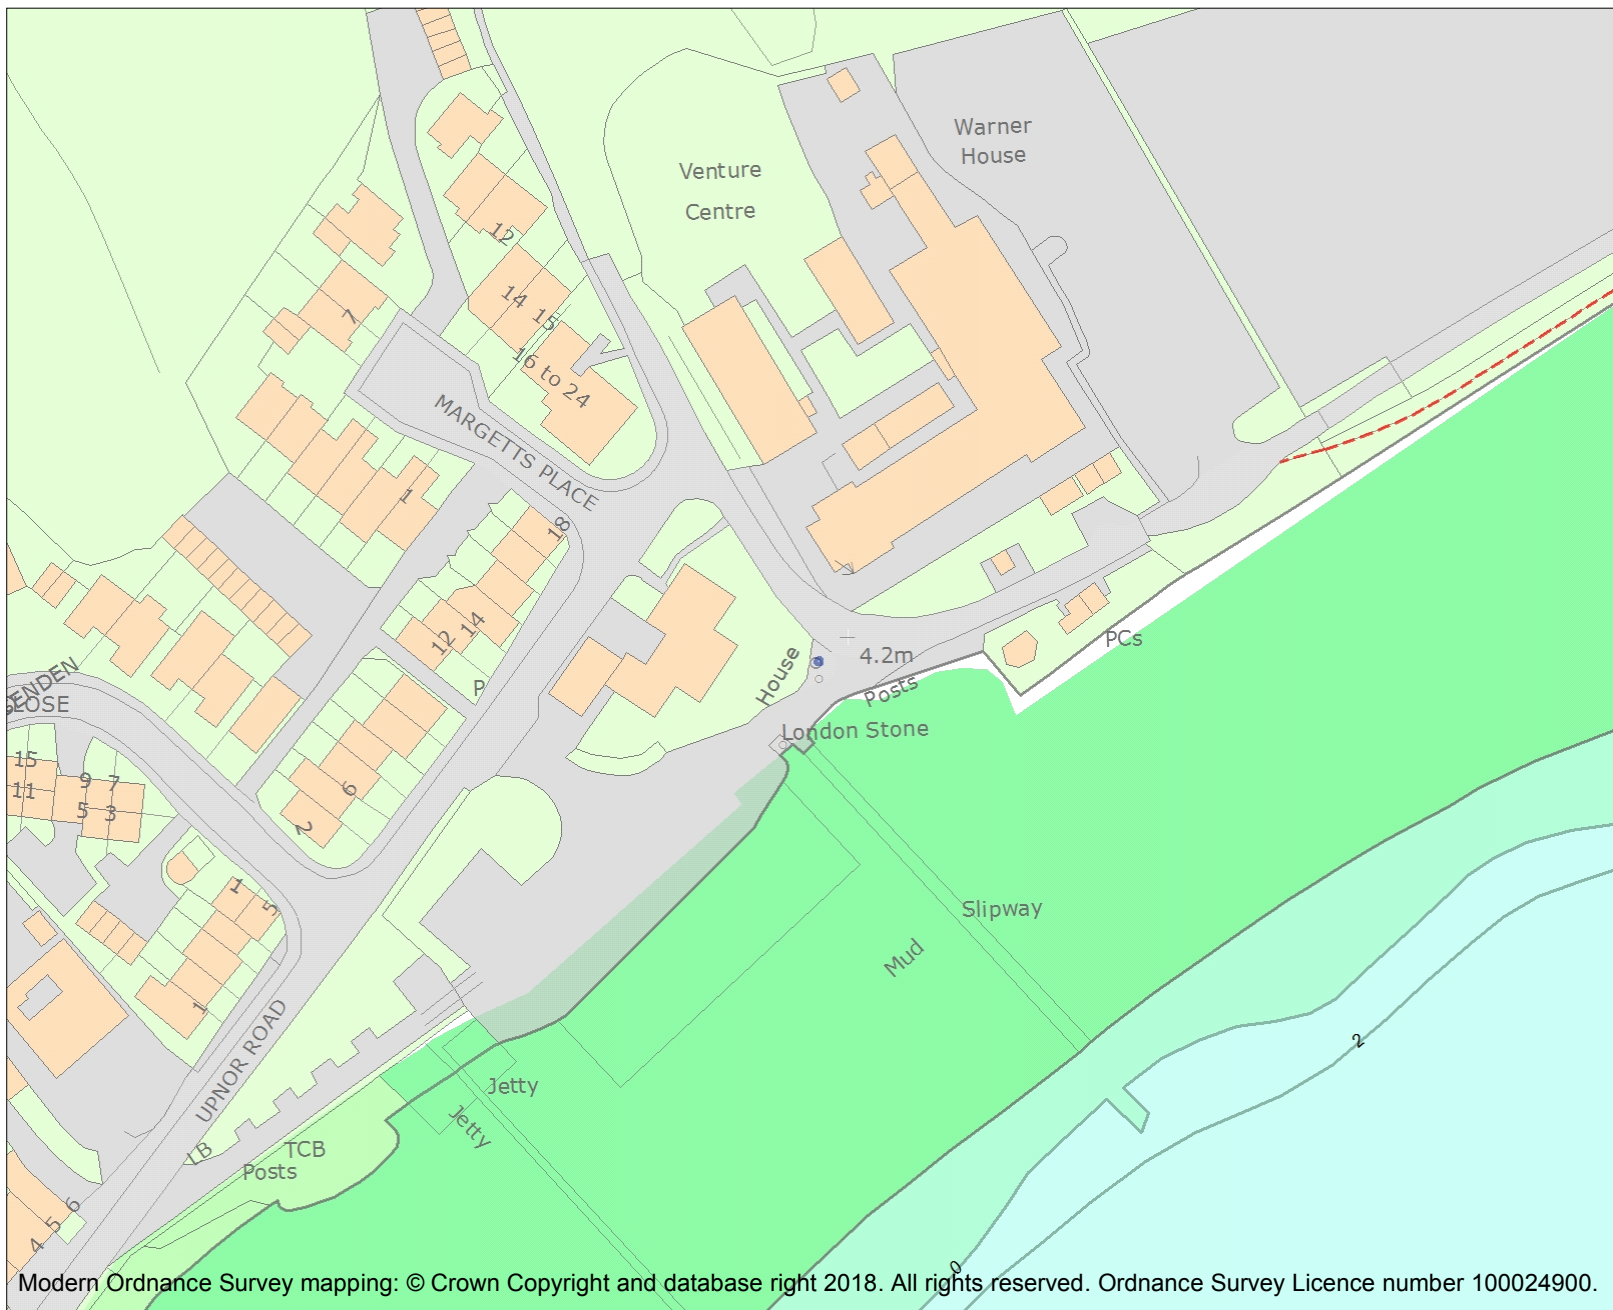 Warner
House
Venture
Centre
12
14
15
7
16 to 24
MARGETTS PLACE
1
18
14
12
P
House
4.2m
Posts
PCs
London Stone
CLOSE
15
11
9
7
5
3
6
2
1
5
1
Slipway
Mud
UPNOR ROAD
Jetty
Jetty
LB
TCB
Posts
6
5
4
2
0
Modern Ordnance Survey mapping: © Crown Copyright and database right 2018. All rights reserved. Ordnance Survey Licence number 100024900.